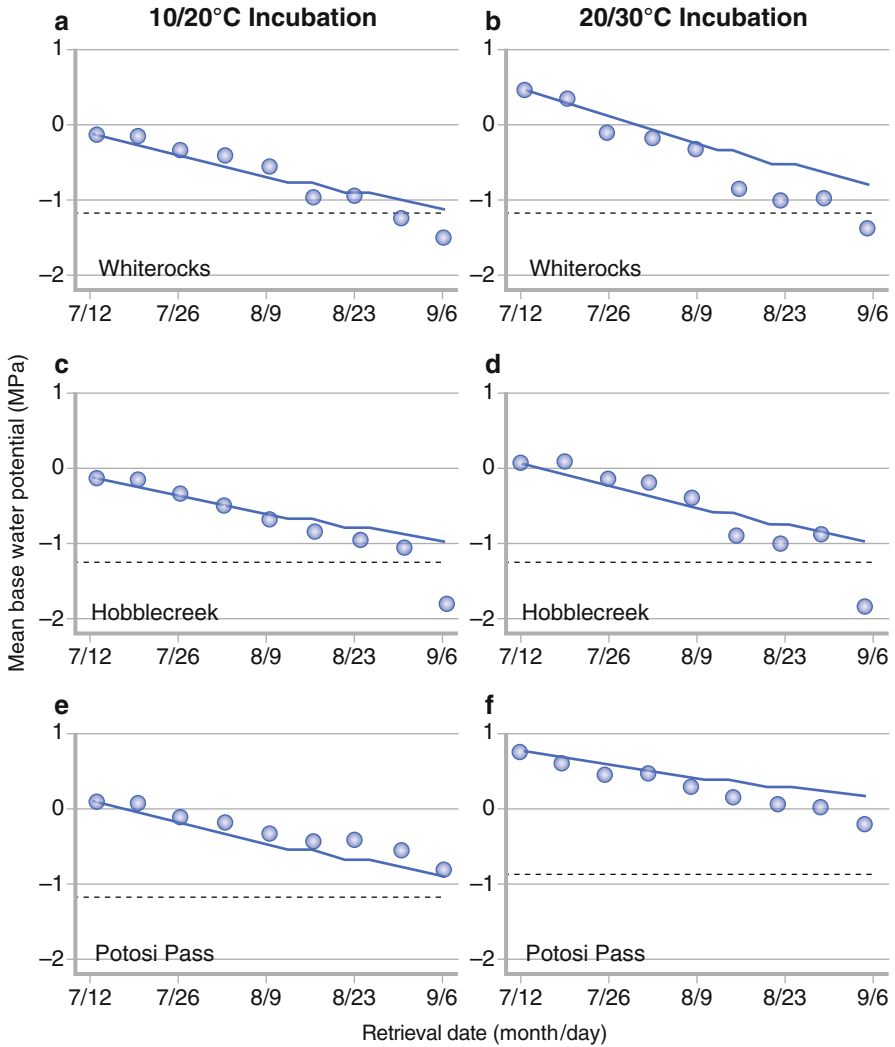 10/20°C Incubation
20/30°C Incubation
a
1
0
–1
–2
Whiterocks
7/12 7/26 8/9 8/23 9/6
b
1
0
–1
–2
Whiterocks
7/12 7/26 8/9 8/23 9/6
Mean base water potential (MPa)
c
1
0
–1
–2
Hobblecreek
7/12 7/26 8/9 8/23 9/6
d
1
0
–1
–2
Hobblecreek
7/12 7/26 8/9 8/23 9/6
e
1
0
–1
–2
Potosi Pass
7/12 7/26 8/9 8/23 9/6
f
1
0
–1
–2
Potosi Pass
7/12 7/26 8/9 8/23 9/6
Retrieval date (month/day)